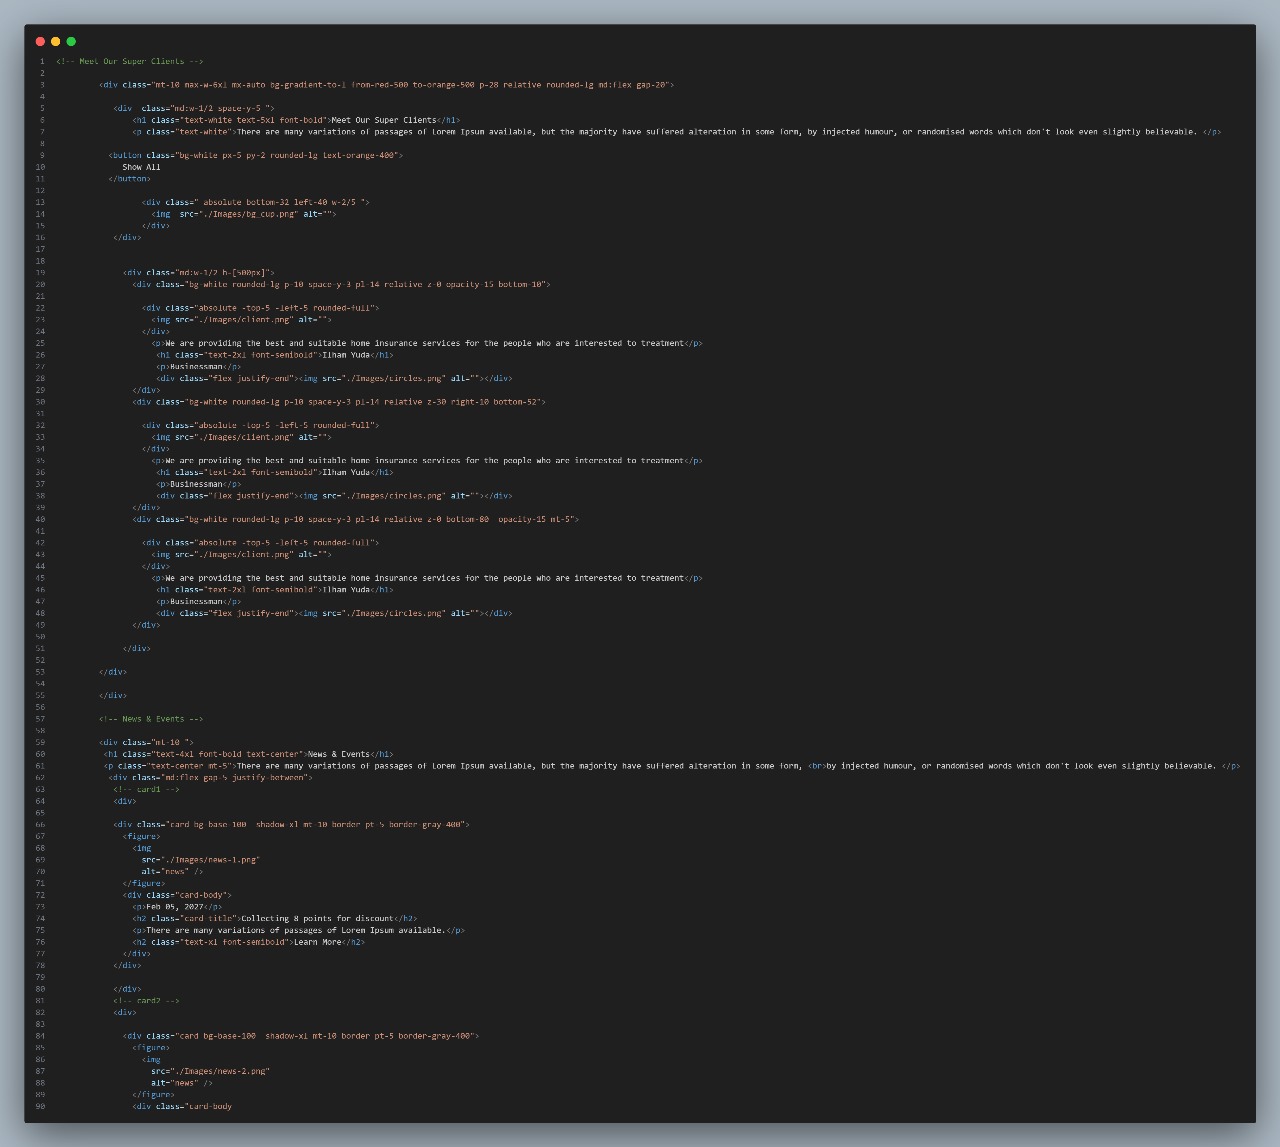 1 <!-- Meet Our Super Clients -->
2
3 <div class="mt-10 max-w-6xl mx-auto bg-gradient-to-l from-red-500 to-orange-500 p-28 relative rounded-lg md:flex gap-20">
4
5 <div  class="md:w-1/2 space-y-5 ">
6 <h1 class="text-white text-5xl font-bold">Meet Our Super Clients</h1>
7 <p class="text-white">There are many variations of passages of Lorem Ipsum available, but the majority have suffered alteration in some form, by injected humour, or randomised words which don't look even slightly believable. </p>
8
9 <button class="bg-white px-5 py-2 rounded-lg text-orange-400">
10 Show All
11 </button>
12
13 <div class=" absolute bottom-32 left-40 w-2/5 ">
14 <img  src="./Images/bg_cup.png" alt="">
15 </div>
16 </div>
17
18
19 <div class="md:w-1/2 h-[500px]">
20 <div class="bg-white rounded-lg p-10 space-y-3 pl-14 relative z-0 opacity-15 bottom-10">
21
22 <div class="absolute -top-5 -left-5 rounded-full">
23 <img src="./Images/client.png" alt="">
24 </div>
25 <p>We are providing the best and suitable home insurance services for the people who are interested to treatment</p>
26 <h1 class="text-2xl font-semibold">Ilham Yuda</h1>
27 <p>Businessman</p>
28 <div class="flex justify-end"><img src="./Images/circles.png" alt=""></div>
29 </div>
30 <div class="bg-white rounded-lg p-10 space-y-3 pl-14 relative z-30 right-10 bottom-52">
31
32 <div class="absolute -top-5 -left-5 rounded-full">
33 <img src="./Images/client.png" alt="">
34 </div>
35 <p>We are providing the best and suitable home insurance services for the people who are interested to treatment</p>
36 <h1 class="text-2xl font-semibold">Ilham Yuda</h1>
37 <p>Businessman</p>
38 <div class="flex justify-end"><img src="./Images/circles.png" alt=""></div>
39 </div>
40 <div class="bg-white rounded-lg p-10 space-y-3 pl-14 relative z-0 bottom-80  opacity-15 mt-5">
41
42 <div class="absolute -top-5 -left-5 rounded-full">
43 <img src="./Images/client.png" alt="">
44 </div>
45 <p>We are providing the best and suitable home insurance services for the people who are interested to treatment</p>
46 <h1 class="text-2xl font-semibold">Ilham Yuda</h1>
47 <p>Businessman</p>
48 <div class="flex justify-end"><img src="./Images/circles.png" alt=""></div>
49 </div>
50
51 </div>
52
53 </div>
54
55 </div>
56
57 <!-- News & Events -->
58
59 <div class="mt-10 ">
60 <h1 class="text-4xl font-bold text-center">News & Events</h1>
61 <p class="text-center mt-5">There are many variations of passages of Lorem Ipsum available, but the majority have suffered alteration in some form, <br>by injected humour, or randomised words which don't look even slightly believable. </p>
62 <div class="md:flex gap-5 justify-between">
63 <!-- card1 -->
64 <div>
65
66 <div class="card bg-base-100  shadow-xl mt-10 border pt-5 border-gray-400">
67 <figure>
68 <img
69 src="./Images/news-1.png"
70 alt="news" />
71 </figure>
72 <div class="card-body">
73 <p>Feb 05, 2027</p>
74 <h2 class="card-title">Collecting 8 points for discount</h2>
75 <p>There are many variations of passages of Lorem Ipsum available.</p>
76 <h2 class="text-xl font-semibold">Learn More</h2>
77 </div>
78 </div>
79
80 </div>
81 <!-- card2 -->
82 <div>
83
84 <div class="card bg-base-100  shadow-xl mt-10 border pt-5 border-gray-400">
85 <figure>
86 <img
87 src="./Images/news-2.png"
88 alt="news" />
89 </figure>
90 <div class="card-body